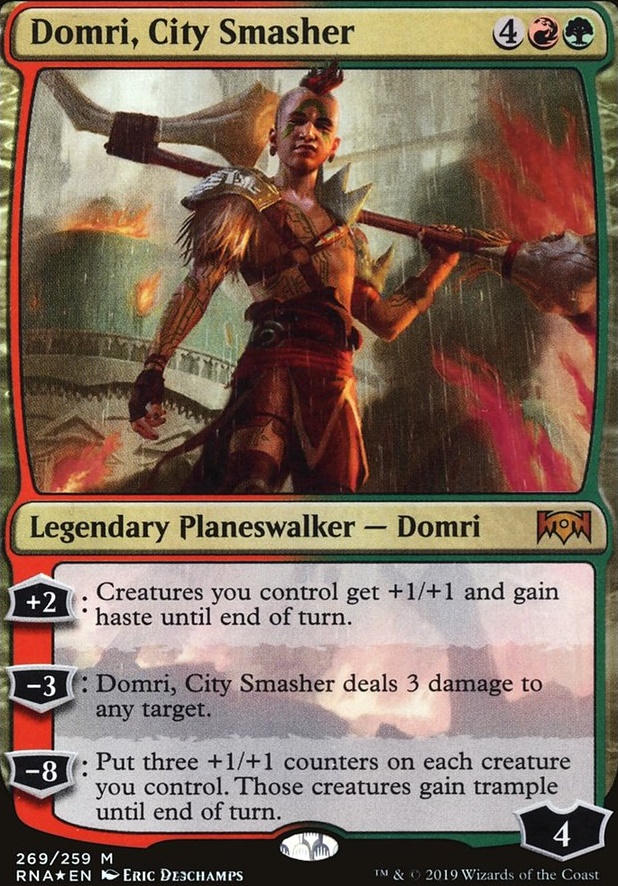 Domri, City Smasher 4
Legendary Planeswalker — Domri
+2 : Creatures you control get +1/+1 and gain
haste until end of turn.
−3 : Domri, City Smasher deals 3 damage to
any target.
−8 : Put three +1/+1 counters on each creature
you control. Those creatures gain trample
until end of turn.
4
269/259 M
RNA★EN Eric Deschamps
™ & © 2019 Wizards of the Coast